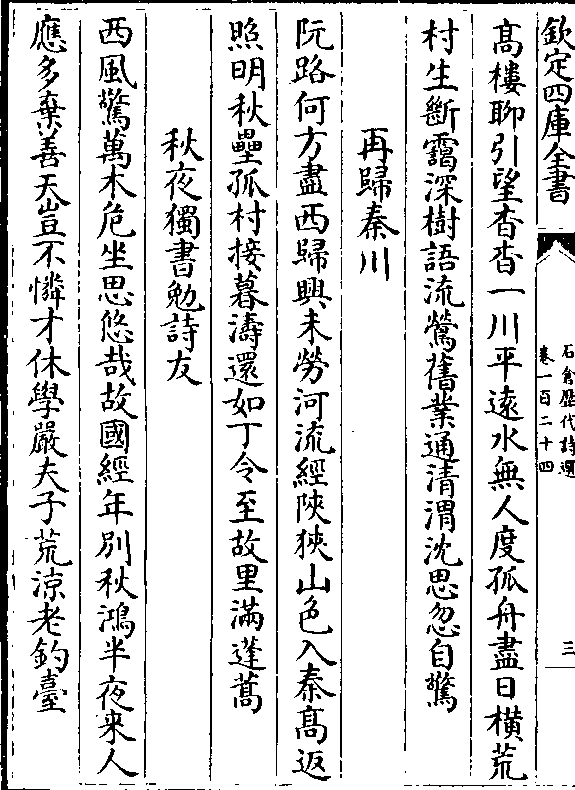 欽定四庫全書
石倉歷代詩選
卷一百二十四
三
髙樓聊引望杳杳一川平逺水無人度孤舟盡日横荒
村生斷靄深樹語流鶯舊業通清渭沈思忽自驚
再歸秦川
阮路何方盡西歸興未勞河流經陜狹山色入秦髙返
照明秋壘孤村接暮濤還如丁令至故里滿蓬蒿
秋夜獨書勉詩友
西風驚萬木危坐思悠哉故國經年別秋鴻半夜来人
應多棄善天豈不憐才休學嚴夫子荒涼老釣臺